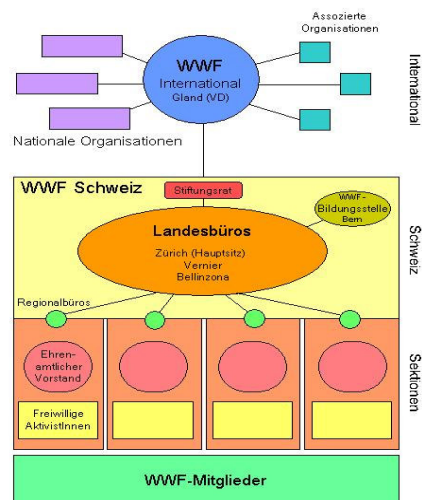 Assozierte
Organisationen
WWF
International
Gland (VD)
International
Nationale Organisationen
WWF Schweiz
Stiftungsrat
WWF-
Bildungsstelle
Bern
Landesbüros
Zürich (Hauptsitz)
Vernier
Bellinzona
Schweiz
Regionalbüros
Ehren-
amtlicher
Vorstand
Freiwillige
AktivistInnen
Sektionen
WWF-Mitglieder